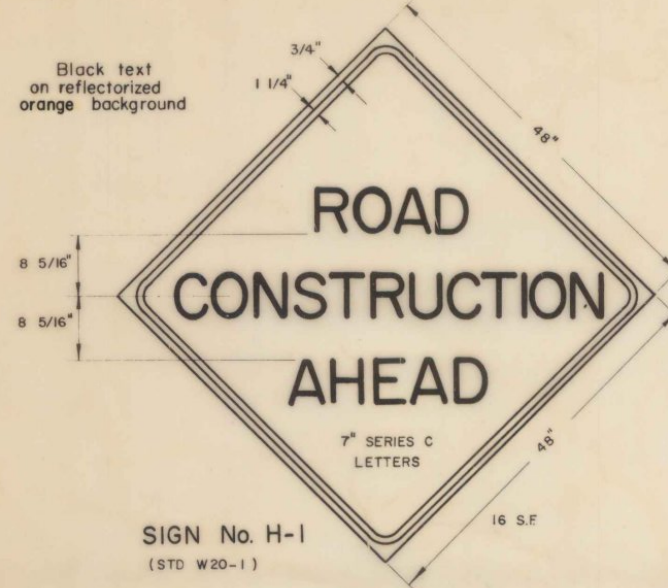 Black text
on reflectorized
orange background
3/4"
1 1/4"
48"
ROAD
8 5/16"
CONSTRUCTION
8 5/16"
AHEAD
7" SERIES C
LETTERS
48"
16 S.F.
SIGN No. H-1
(STD W20-1)